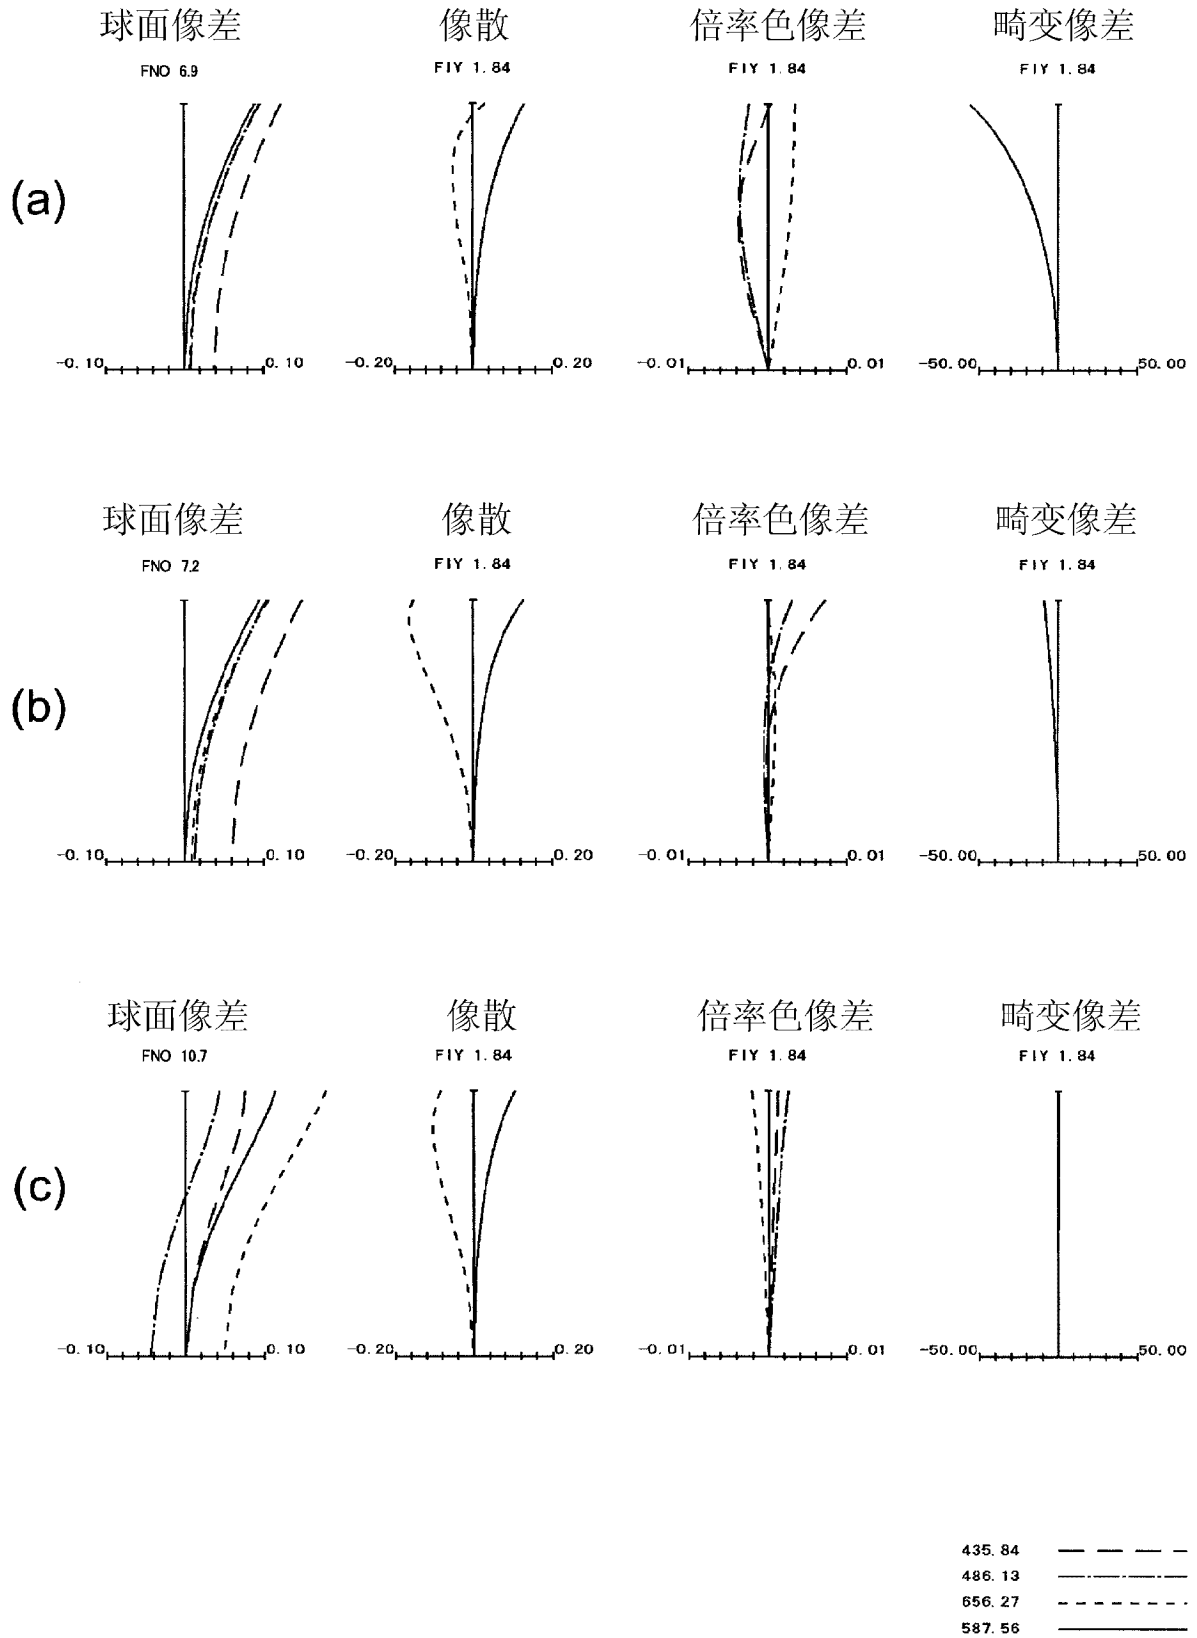 球面像差 像散 倍率色像差 畸变像差
FNO 6.9 FIY 1.84 FIY 1.84 FIY 1.84
(a)
-0.10 0.10 -0.20 0.20 -0.01 0.01 -50.00 50.00
球面像差 像散 倍率色像差 畸变像差
FNO 7.2 FIY 1.84 FIY 1.84 FIY 1.84
(b)
-0.10 0.10 -0.20 0.20 -0.01 0.01 -50.00 50.00
球面像差 像散 倍率色像差 畸变像差
FNO 10.7 FIY 1.84 FIY 1.84 FIY 1.84
(c)
-0.10 0.10 -0.20 0.20 -0.01 0.01 -50.00 50.00
435.84
486.13
656.27
587.56